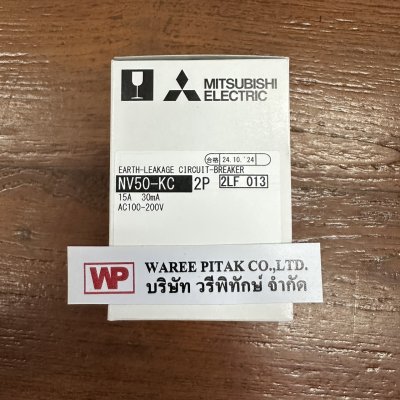 MITSUBISHI
ELECTRIC
合格 24.10.'24
EARTH-LEAKAGE CIRCUIT-BREAKER
NV50-KC 2P 2LF 013
15A 30mA
AC100-200V
WP WAREE PITAK CO.,LTD.
บริษัท วรีพิทักษ์ จำกัด